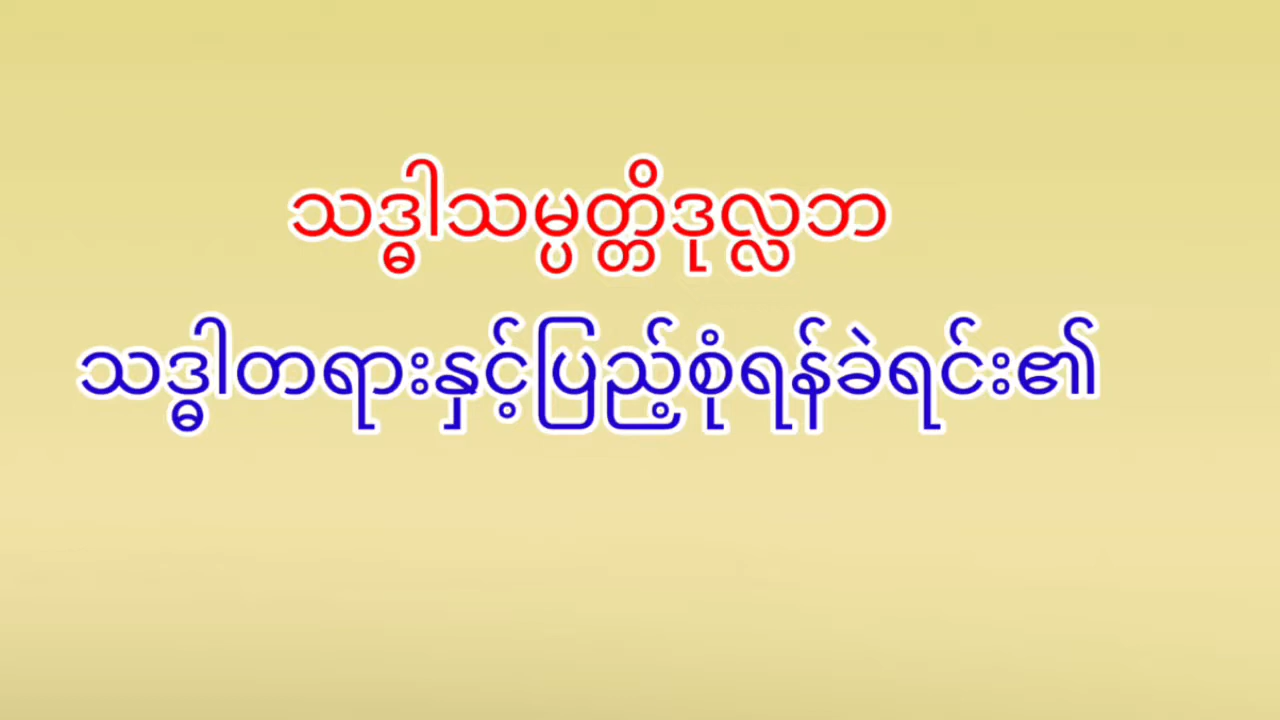 သဒ္ဓါသမ္ပတ္တိဒုလ္လဘ
သဒ္ဓါတရားနှင့်ပြည့်စုံရန်ခဲရင်း၏